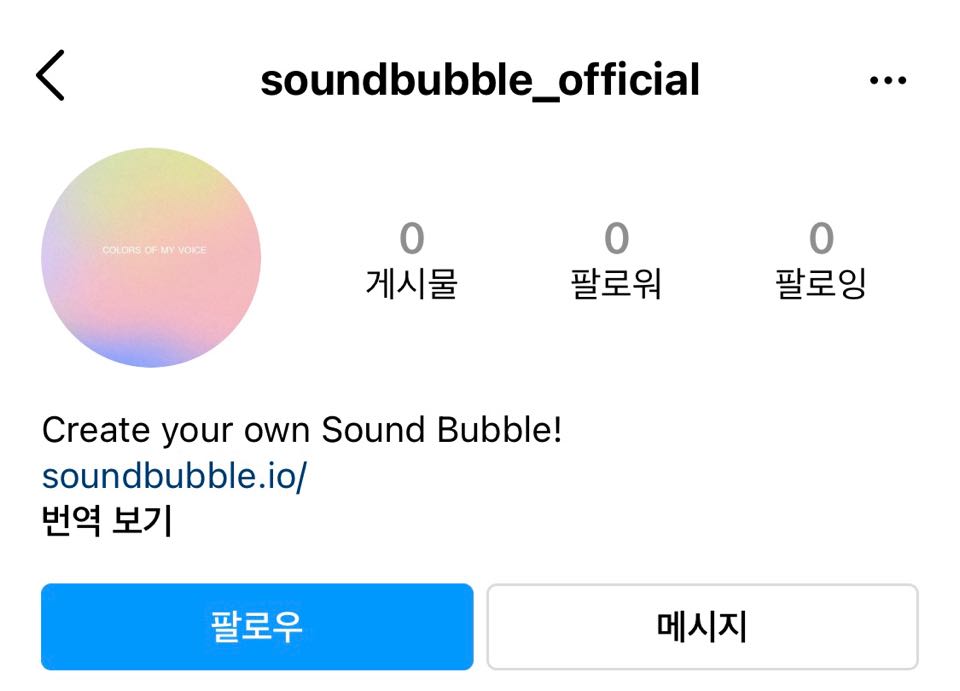 soundbubble_official
COLORS OF MY VOICE
0 0 0
게시물 팔로워 팔로잉
Create your own Sound Bubble!
soundbubble.io/
번역 보기
팔로우 메시지